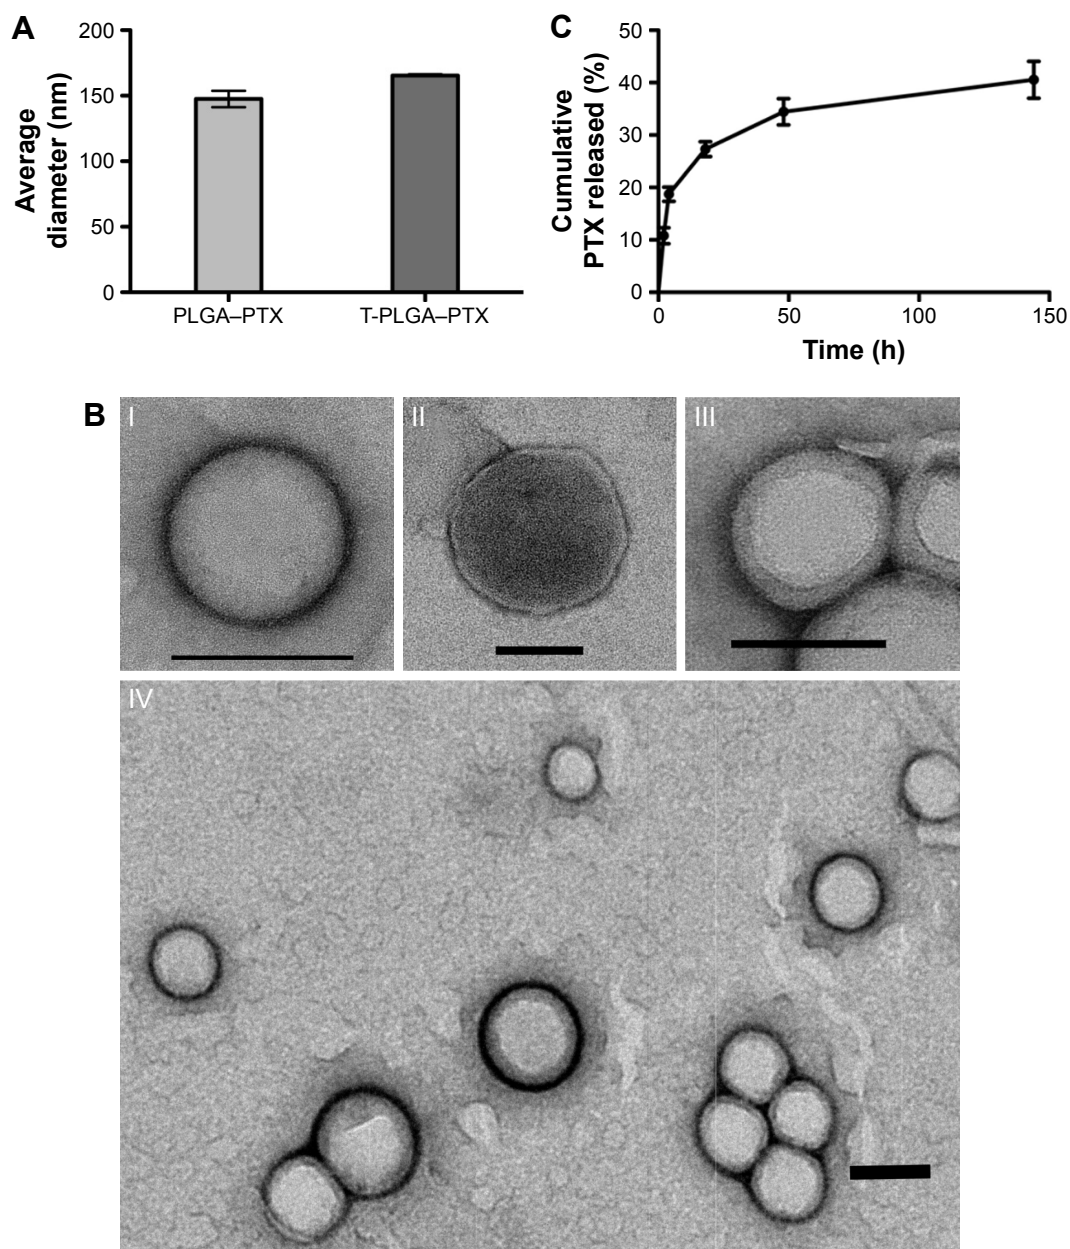 A
Average
diameter (nm)
200
150
100
50
0
PLGA–PTX
T-PLGA–PTX
C
Cumulative
PTX released (%)
50
40
30
20
10
0
0
50
100
150
Time (h)
B
I
II
III
IV